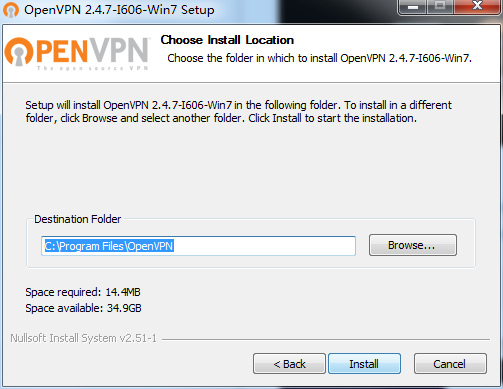 OpenVPN 2.4.7-I606-Win7 Setup
OPENVPN™
The open source VPN
Choose Install Location
Choose the folder in which to install OpenVPN 2.4.7-I606-Win7.
Setup will install OpenVPN 2.4.7-I606-Win7 in the following folder. To install in a different
folder, click Browse and select another folder. Click Install to start the installation.
Destination Folder
C:\Program Files\OpenVPN
Browse...
Space required: 14.4MB
Space available: 34.9GB
Nullsoft Install System v2.51-1
< Back
Install
Cancel